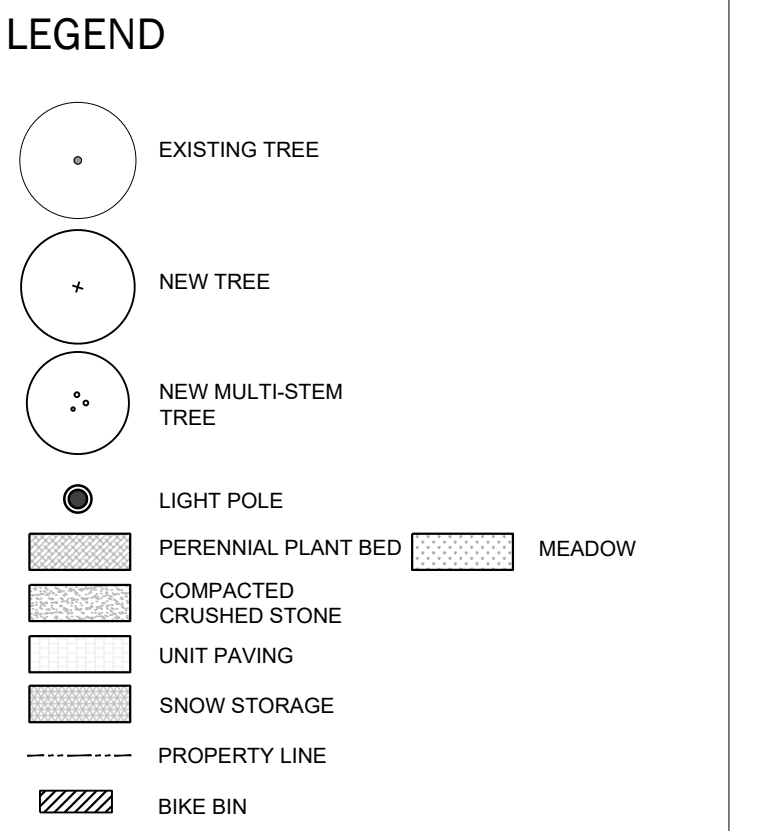 LEGEND
EXISTING TREE
NEW TREE
NEW MULTI-STEM
TREE
LIGHT POLE
PERENNIAL PLANT BED
MEADOW
COMPACTED
CRUSHED STONE
UNIT PAVING
SNOW STORAGE
PROPERTY LINE
BIKE BIN